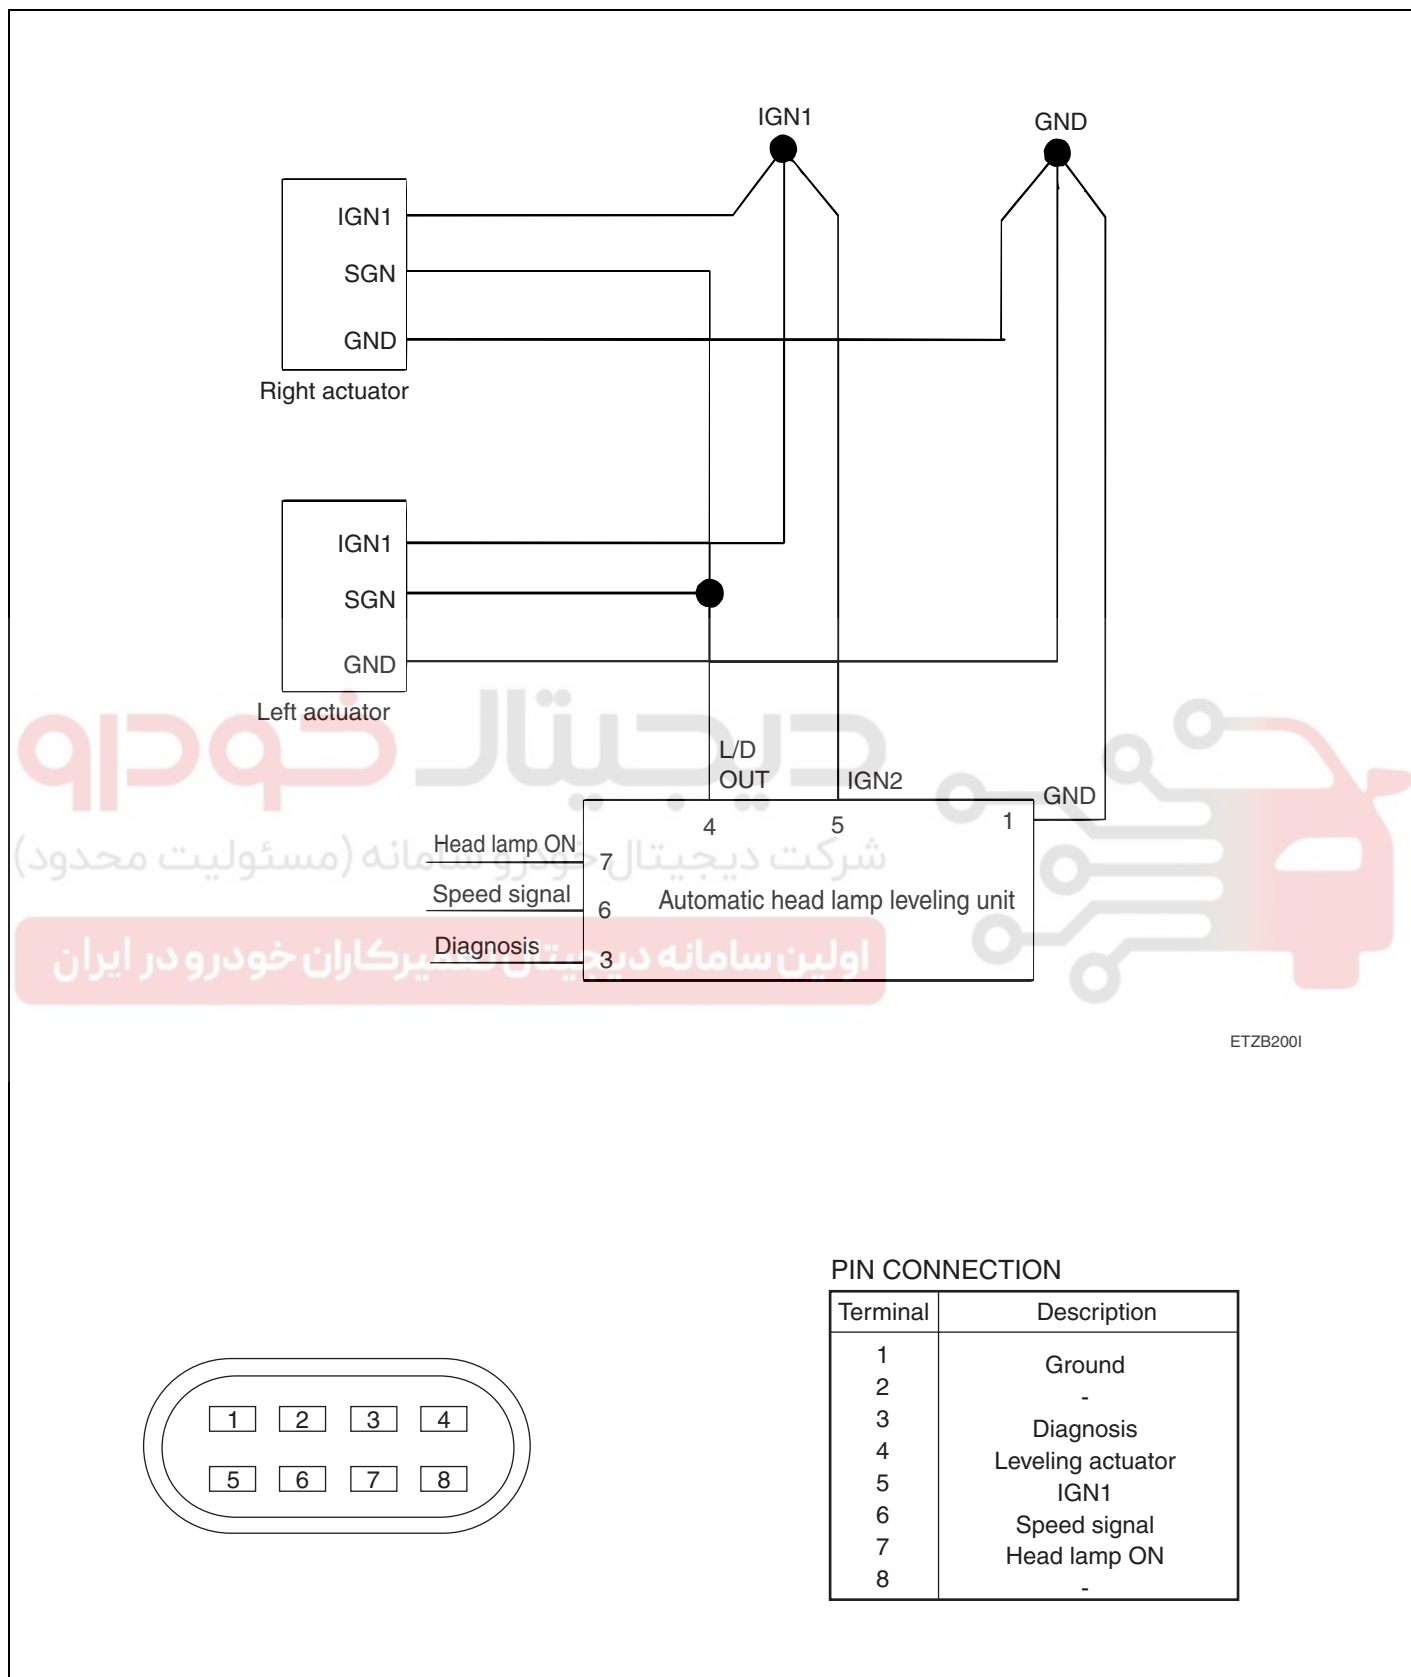 IGN1
GND
IGN1
SGN
GND
Right actuator
IGN1
SGN
GND
Left actuator
دیجیتال خودرو
L/D
OUT
IGN2
GND
4
5
1
Head lamp ON
7
شرکت دیجیتال خودرو سامانه (مسئولیت محدود)
Speed signal
6
Automatic head lamp leveling unit
Diagnosis
3
اولین سامانه دیجیتال تعمیرکاران خودرو در ایران
ETZB200I
PIN CONNECTION
Terminal Description
1 Ground
2 -
3 Diagnosis
4 Leveling actuator
5 IGN1
6 Speed signal
7 Head lamp ON
8 -
1 2 3 4
5 6 7 8